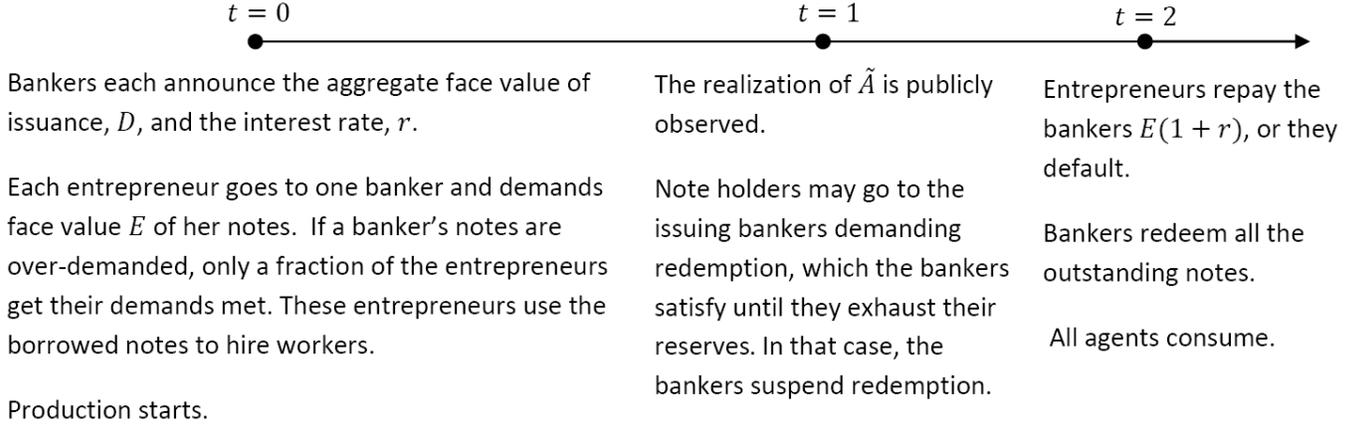 t = 0
t = 1
t = 2
Bankers each announce the aggregate face value of
issuance, D, and the interest rate, r.
Each entrepreneur goes to one banker and demands
face value E of her notes. If a banker’s notes are
over-demanded, only a fraction of the entrepreneurs
get their demands met. These entrepreneurs use the
borrowed notes to hire workers.
Production starts.
The realization of Ã is publicly
observed.
Note holders may go to the
issuing bankers demanding
redemption, which the bankers
satisfy until they exhaust their
reserves. In that case, the
bankers suspend redemption.
Entrepreneurs repay the
bankers E(1 + r), or they
default.
Bankers redeem all the
outstanding notes.
All agents consume.